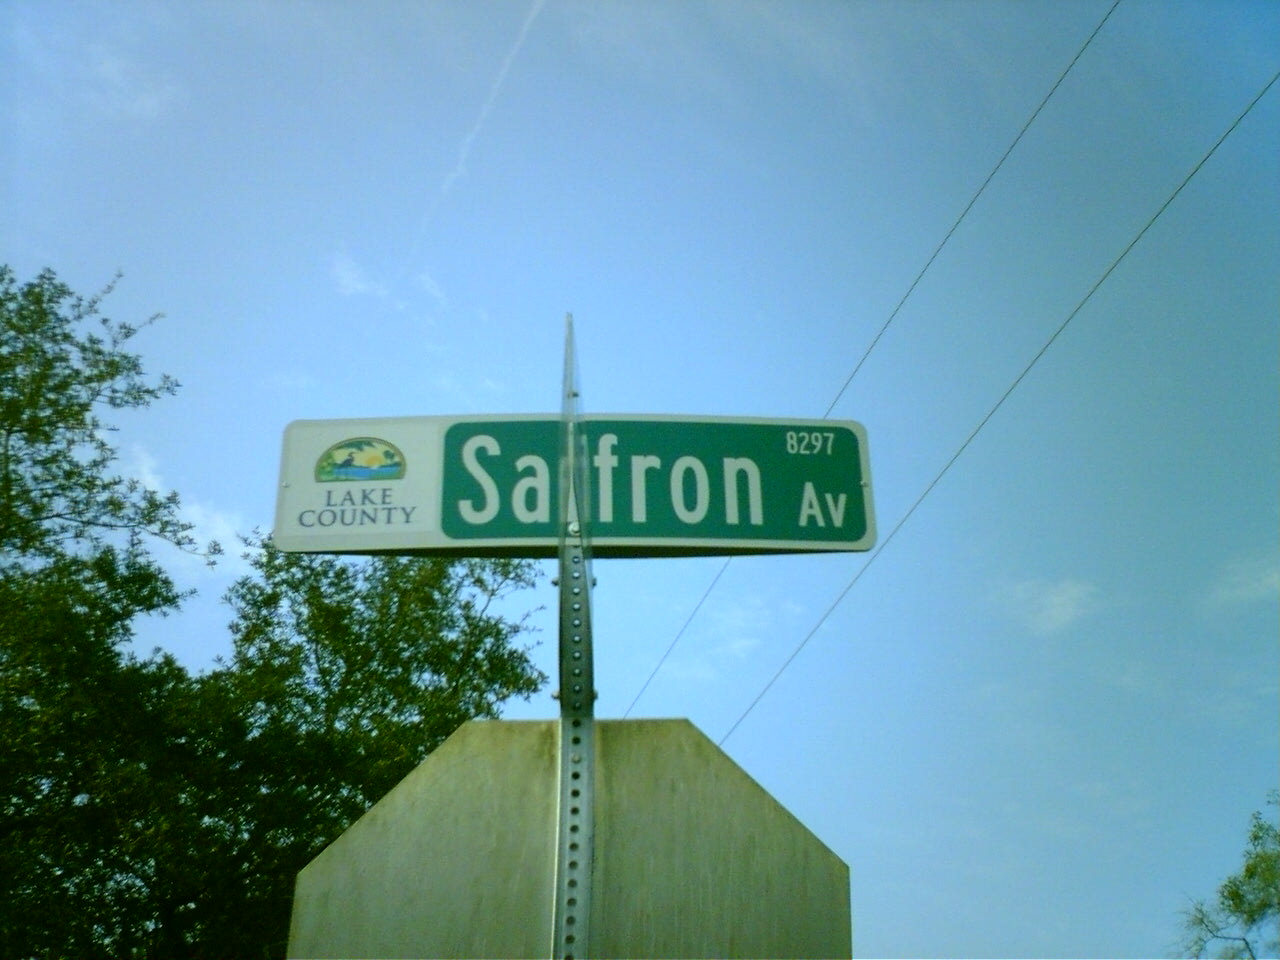 LAKE
COUNTY
Saffron
8297
Av